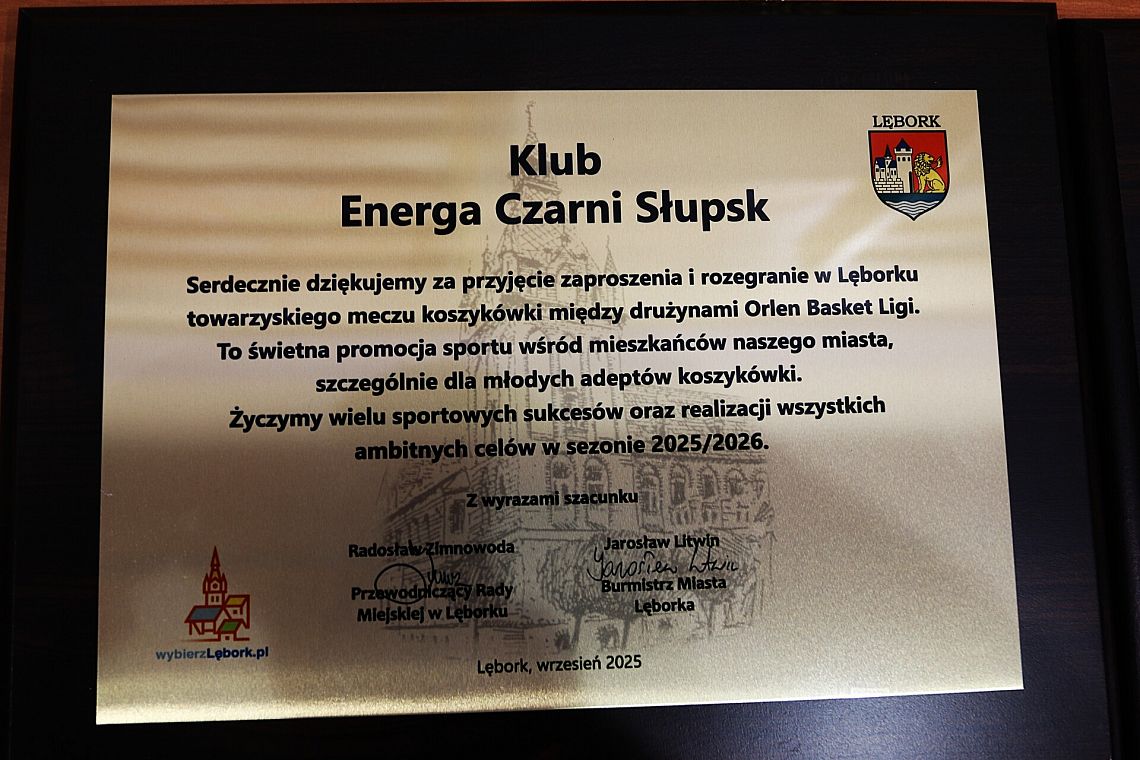 LĘBORK
Klub
Energa Czarni Słupsk
Serdecznie dziękujemy za przyjęcie zaproszenia i rozegranie w Lęborku
towarzyskiego meczu koszykówki między drużynami Orlen Basket Ligi.
To świetna promocja sportu wśród mieszkańców naszego miasta,
szczególnie dla młodych adeptów koszykówki.
Życzymy wielu sportowych sukcesów oraz realizacji wszystkich
ambitnych celów w sezonie 2025/2026.
Z wyrazami szacunku
Radosław Zimnowoda
Przewodniczący Rady
Miejskiej w Lęborku
Jarosław Litwin
Burmistrz Miasta
Lęborka
wybierzLębork.pl
Lębork, wrzesień 2025